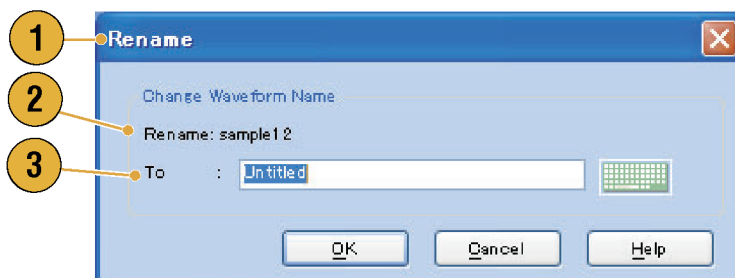 1
Rename
Change Waveform Name
2
Rename: sample12
3
To : Untitled
OK Cancel Help